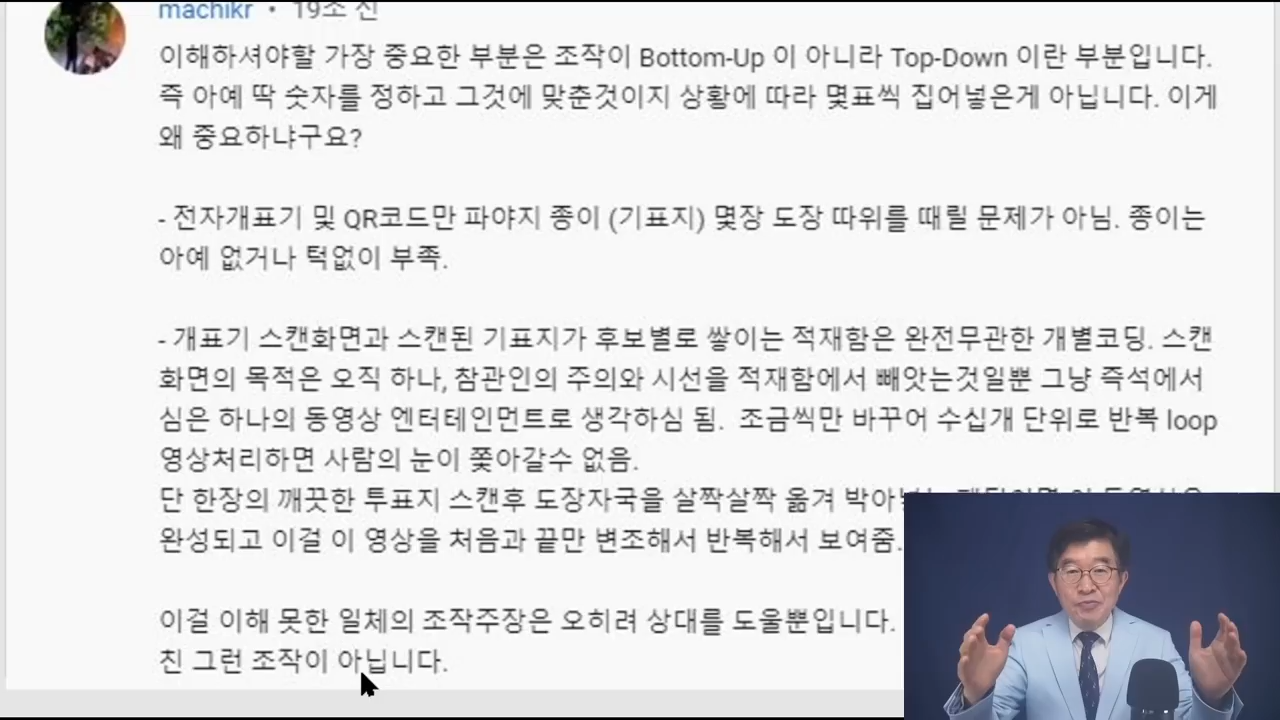 machikr · 19초 전
이해하셔야할 가장 중요한 부분은 조작이 Bottom-Up 이 아니라 Top-Down 이란 부분입니다.
즉 아예 딱 숫자를 정하고 그것에 맞춘것이지 상황에 따라 몇표씩 집어넣은게 아닙니다. 이게
왜 중요하냐구요?
- 전자개표기 및 QR코드만 파야지 종이 (기표지) 몇장 도장 따위를 때릴 문제가 아님. 종이는
아예 없거나 턱없이 부족.
- 개표기 스캔화면과 스캔된 기표지가 후보별로 쌓이는 적재함은 완전무관한 개별코딩. 스캔
화면의 목적은 오직 하나, 참관인의 주의와 시선을 적재함에서 빼앗는것일뿐 그냥 즉석에서
심은 하나의 동영상 엔터테인먼트로 생각하심 됨. 조금씩만 바꾸어 수십개 단위로 반복 loop
영상처리하면 사람의 눈이 쫓아갈수 없음.
단 한장의 깨끗한 투표지 스캔후 도장자국을 살짝살짝 옮겨
완성되고 이걸 이 영상을 처음과 끝만 변조해서 반복해서 보여줌.
이걸 이해 못한 일체의 조작주장은 오히려 상대를 도울뿐입니다.
친 그런 조작이 아닙니다.